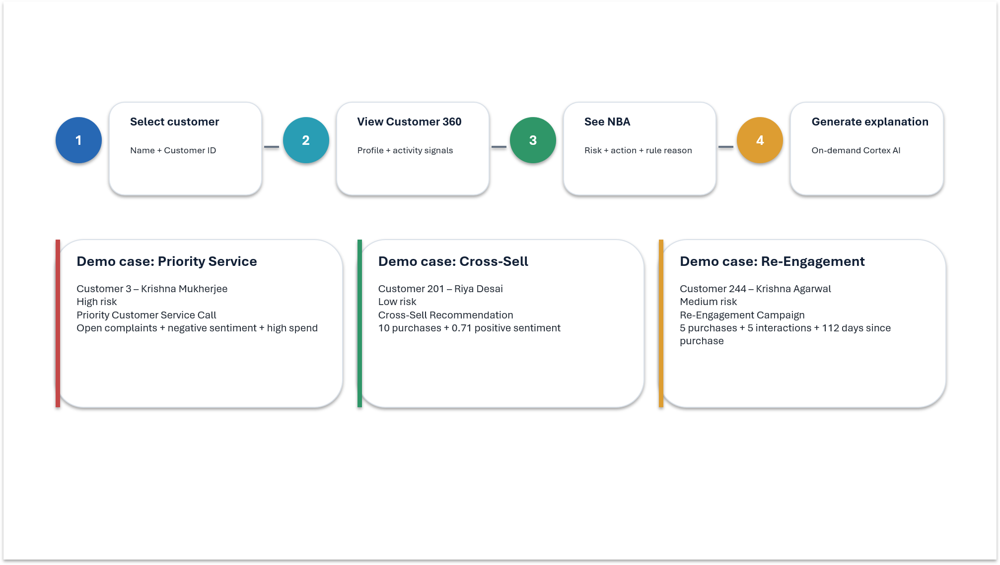 1
Select customer
Name + Customer ID
2
View Customer 360
Profile + activity signals
3
See NBA
Risk + action + rule reason
4
Generate explanation
On-demand Cortex AI
Demo case: Priority Service
Customer 3 – Krishna Mukherjee
High risk
Priority Customer Service Call
Open complaints + negative sentiment + high spend
Demo case: Cross-Sell
Customer 201 – Riya Desai
Low risk
Cross-Sell Recommendation
10 purchases + 0.71 positive sentiment
Demo case: Re-Engagement
Customer 244 – Krishna Agarwal
Medium risk
Re-Engagement Campaign
5 purchases + 5 interactions + 112 days since
purchase